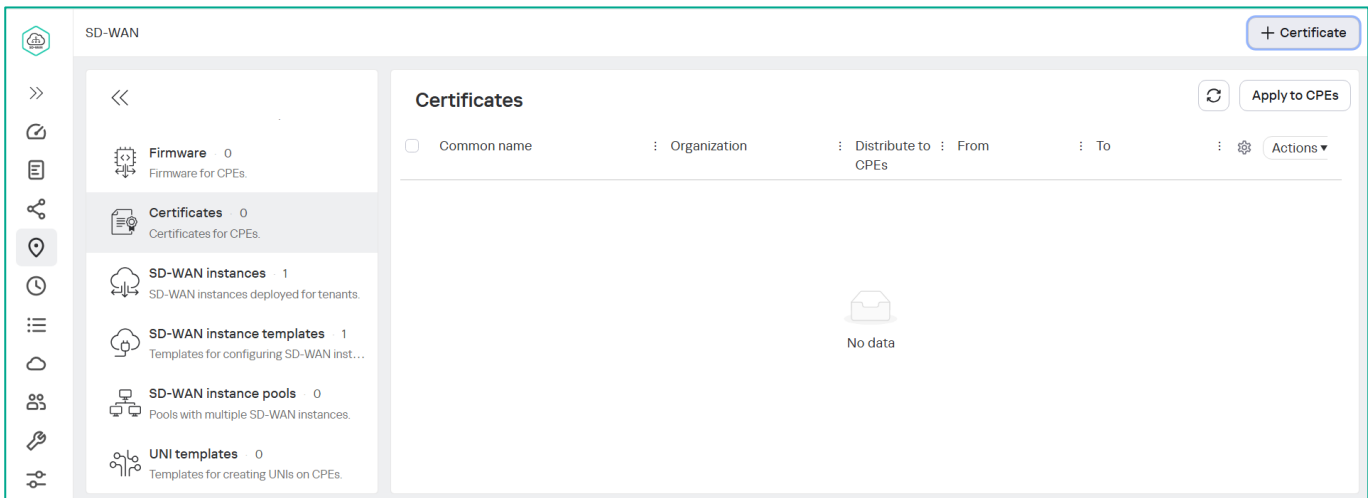 SD-WAN
+ Certificate
Firmware · 0
Firmware for CPEs.
Certificates · 0
Certificates for CPEs.
SD-WAN instances · 1
SD-WAN instances deployed for tenants.
SD-WAN instance templates · 1
Templates for configuring SD-WAN inst...
SD-WAN instance pools · 0
Pools with multiple SD-WAN instances.
UNI templates · 0
Templates for creating UNIs on CPEs.
Certificates
Apply to CPEs
Common name
Organization
Distribute to
CPEs
From
To
Actions ▾
No data